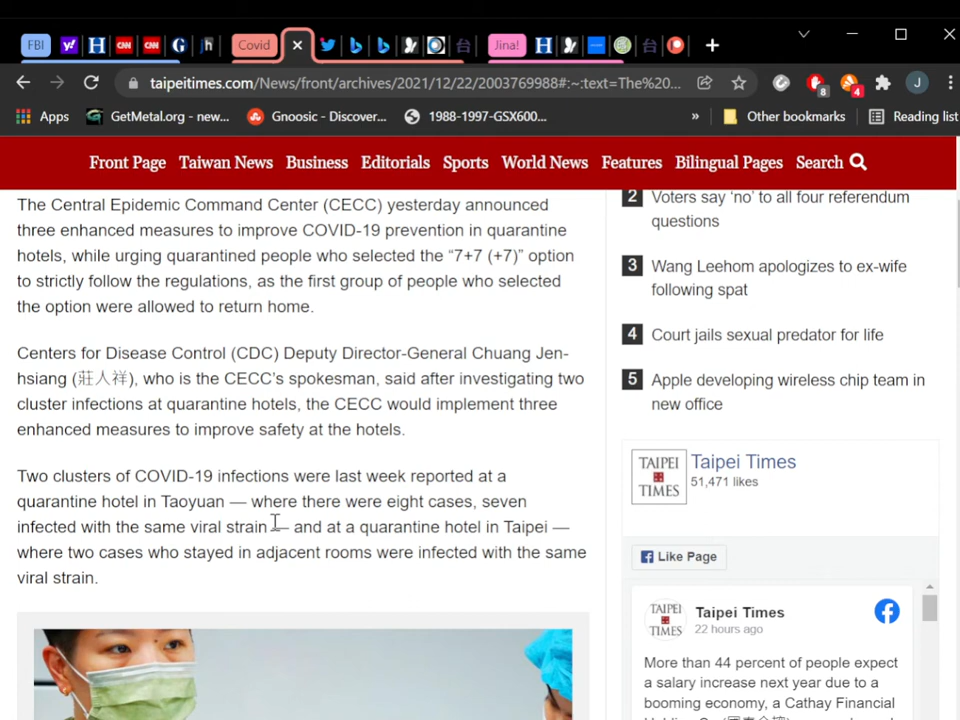 FBI
Covid
Jina!
taipeitimes.com/News/front/archives/2021/12/22/2003769988#:~:text=The%20...
J
8
4
Apps
GetMetal.org - new...
Gnoosic - Discover...
1988-1997-GSX600...
»
Other bookmarks
Reading list
Front Page Taiwan News Business Editorials Sports World News Features Bilingual Pages Search
The Central Epidemic Command Center (CECC) yesterday announced
three enhanced measures to improve COVID-19 prevention in quarantine
hotels, while urging quarantined people who selected the “7+7 (+7)” option
to strictly follow the regulations, as the first group of people who selected
the option were allowed to return home.
Centers for Disease Control (CDC) Deputy Director-General Chuang Jen-
hsiang (莊人祥), who is the CECC’s spokesman, said after investigating two
cluster infections at quarantine hotels, the CECC would implement three
enhanced measures to improve safety at the hotels.
Two clusters of COVID-19 infections were last week reported at a
quarantine hotel in Taoyuan — where there were eight cases, seven
infected with the same viral strain — and at a quarantine hotel in Taipei —
where two cases who stayed in adjacent rooms were infected with the same
viral strain.
2 Voters say ‘no’ to all four referendum
questions
3 Wang Leehom apologizes to ex-wife
following spat
4 Court jails sexual predator for life
5 Apple developing wireless chip team in
new office
TAIPEI
TIMES
Taipei Times
51,471 likes
Like Page
TAIPEI
TIMES
Taipei Times
22 hours ago
More than 44 percent of people expect
a salary increase next year due to a
booming economy, a Cathay Financial